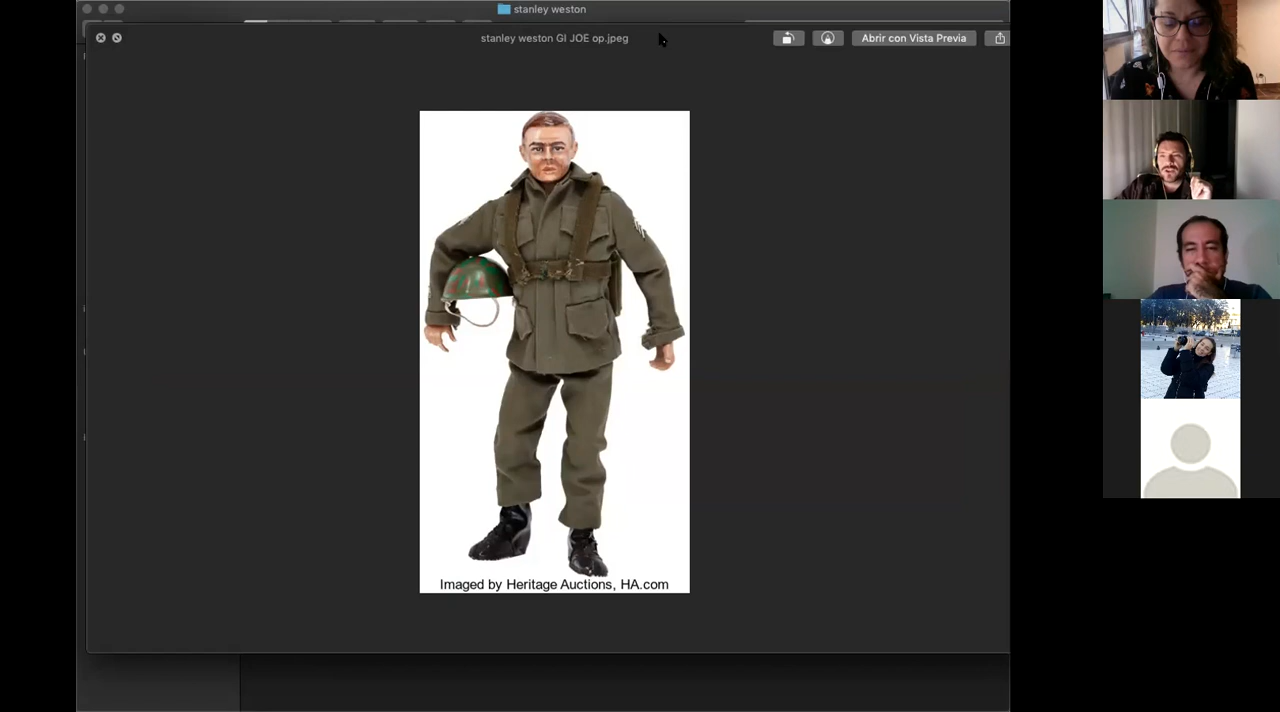 stanley weston
stanley weston GI JOE op.jpeg
Abrir con Vista Previa
Imaged by Heritage Auctions, HA.com